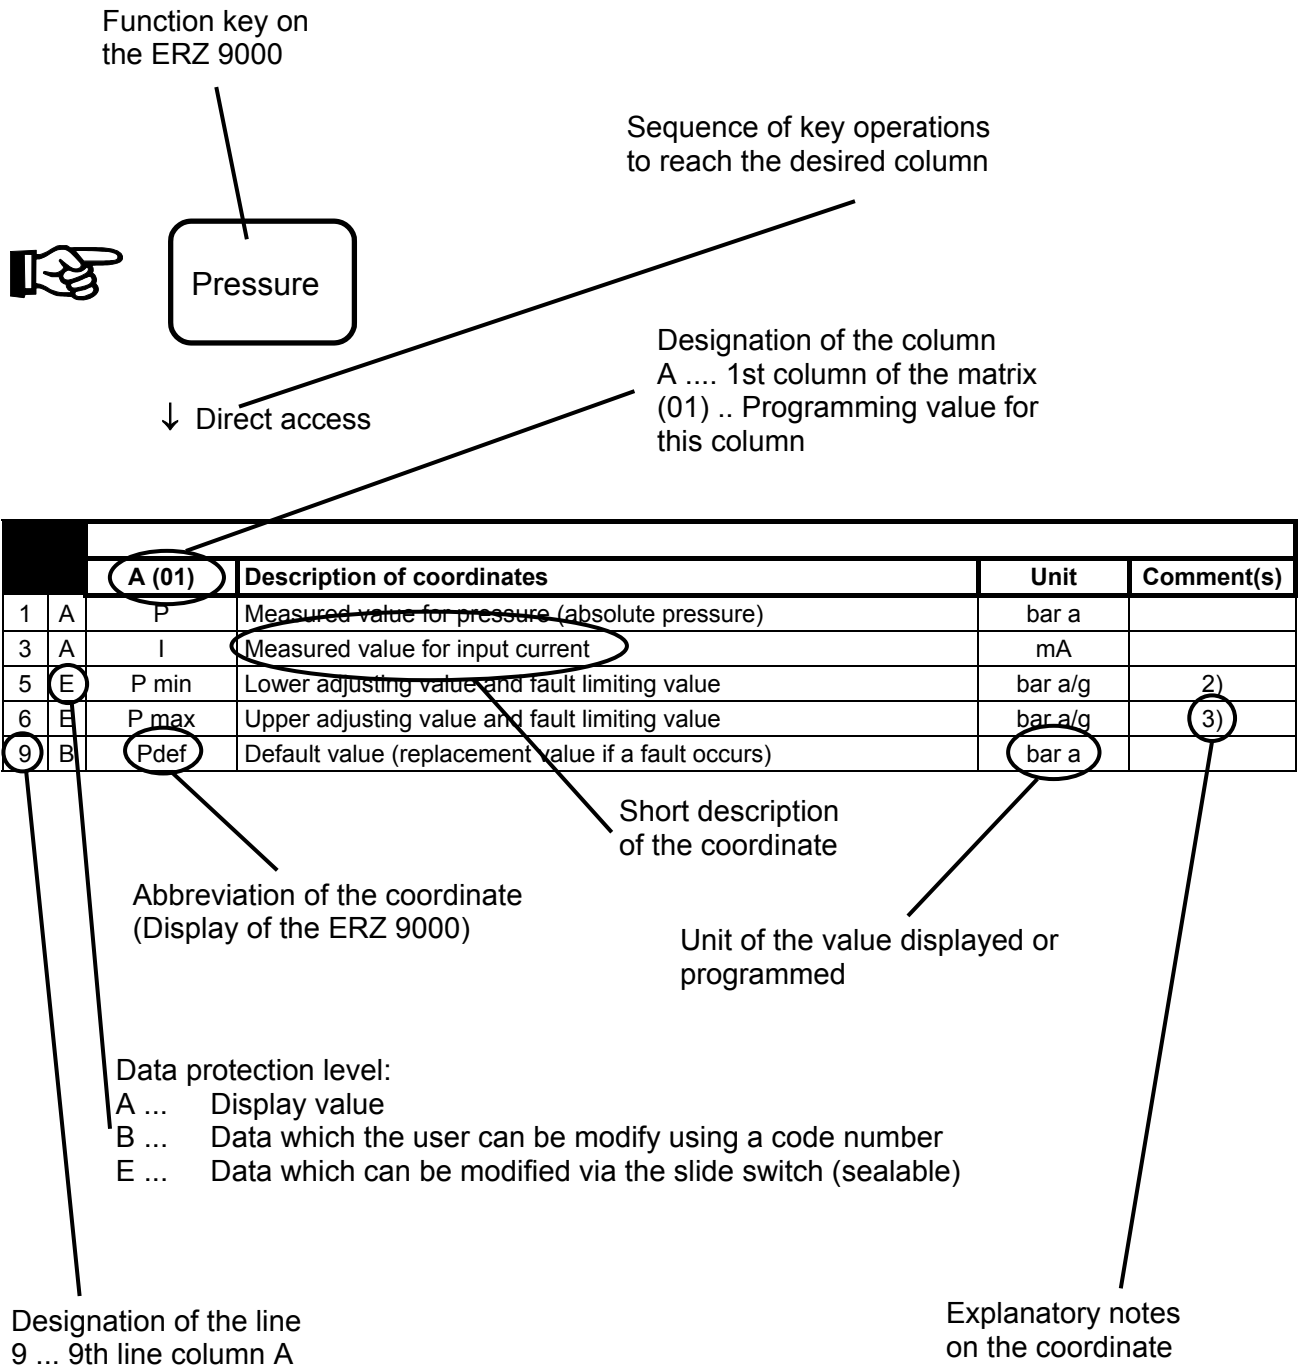 Function key on
the ERZ 9000
Sequence of key operations
to reach the desired column
Pressure
Designation of the column
A .... 1st column of the matrix
(01) .. Programming value for
this column
↓ Direct access
A (01) Description of coordinates Unit Comment(s)
1 A P Measured value for pressure (absolute pressure) bar a
3 A I Measured value for input current mA
5 E P min Lower adjusting value and fault limiting value bar a/g 2)
6 E P max Upper adjusting value and fault limiting value bar a/g 3)
9 B Pdef Default value (replacement value if a fault occurs) bar a
Short description
of the coordinate
Abbreviation of the coordinate
(Display of the ERZ 9000)
Unit of the value displayed or
programmed
Data protection level:
A ... Display value
B ... Data which the user can be modify using a code number
E ... Data which can be modified via the slide switch (sealable)
Designation of the line
9 ... 9th line column A
Explanatory notes
on the coordinate